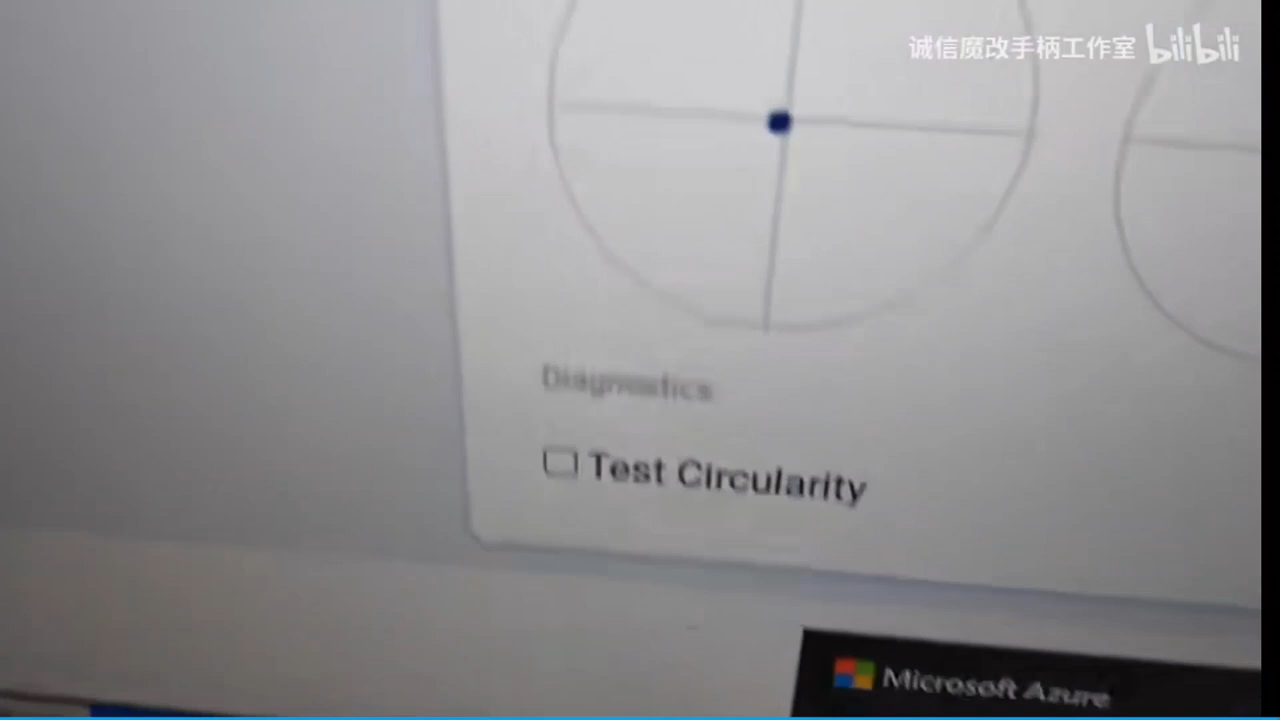 诚信魔改手柄工作室 bilibili
Diagnostics
Test Circularity
Microsoft Azure